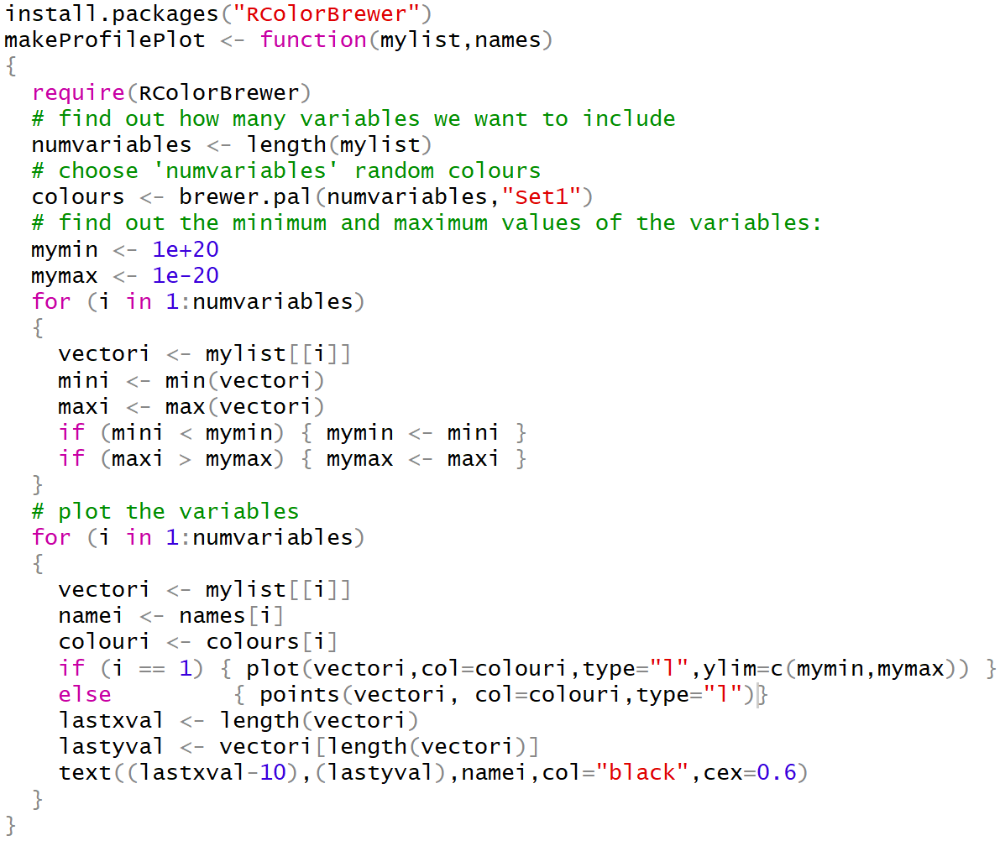 install.packages("RColorBrewer")
makeProfilePlot <- function(mylist,names)
{
  require(RColorBrewer)
  # find out how many variables we want to include
  numvariables <- length(mylist)
  # choose 'numvariables' random colours
  colours <- brewer.pal(numvariables,"Set1")
  # find out the minimum and maximum values of the variables:
  mymin <- 1e+20
  mymax <- 1e-20
  for (i in 1:numvariables)
  {
    vectori <- mylist[[i]]
    mini <- min(vectori)
    maxi <- max(vectori)
    if (mini < mymin) { mymin <- mini }
    if (maxi > mymax) { mymax <- maxi }
  }
  # plot the variables
  for (i in 1:numvariables)
  {
    vectori <- mylist[[i]]
    namei <- names[i]
    colouri <- colours[i]
    if (i == 1) { plot(vectori,col=colouri,type="l",ylim=c(mymin,mymax)) }
    else         { points(vectori, col=colouri,type="l")}
    lastxval <- length(vectori)
    lastyval <- vectori[length(vectori)]
    text((lastxval-10),(lastyval),namei,col="black",cex=0.6)
  }
}